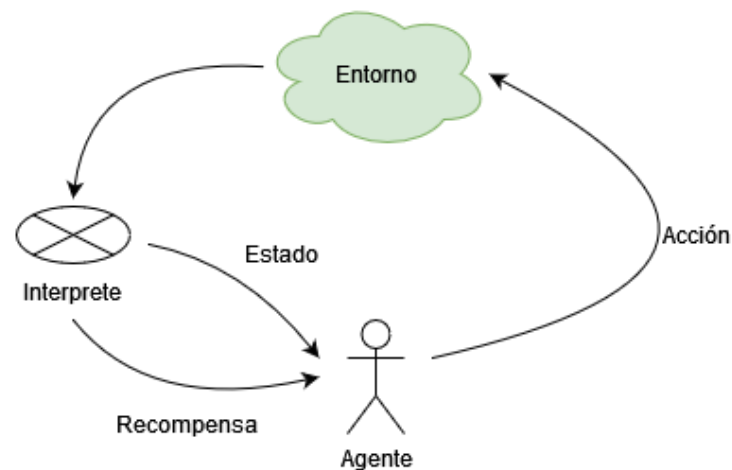 Entorno
Acción
Estado
Interprete
Recompensa
Agente